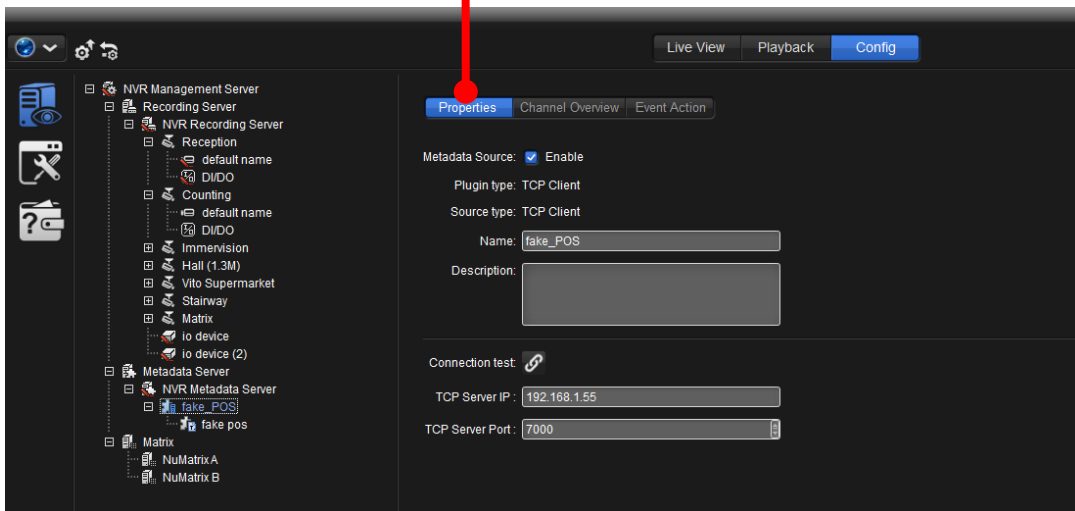 Live View Playback Config
NVR Management Server
Recording Server
NVR Recording Server
Reception
default name
DI/DO
Counting
default name
DI/DO
Immervision
Hall (1.3M)
Vito Supermarket
Stairway
Matrix
io device
io device (2)
Metadata Server
NVR Metadata Server
fake_POS
fake pos
Matrix
NuMatrix A
NuMatrix B
Properties Channel Overview Event Action
Metadata Source: Enable
Plugin type: TCP Client
Source type: TCP Client
Name: fake_POS
Description:
Connection test:
TCP Server IP : 192.168.1.55
TCP Server Port : 7000